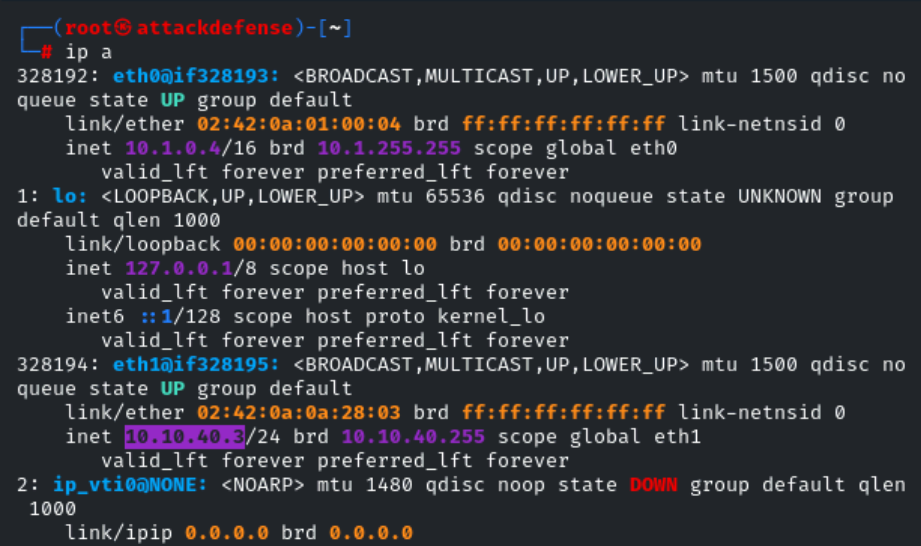 ┌──(root㉿attackdefense)-[~]
└─# ip a
328192: eth0@if328193: <BROADCAST,MULTICAST,UP,LOWER_UP> mtu 1500 qdisc no
queue state UP group default
    link/ether 02:42:0a:01:00:04 brd ff:ff:ff:ff:ff:ff link-netnsid 0
    inet 10.1.0.4/16 brd 10.1.255.255 scope global eth0
       valid_lft forever preferred_lft forever
1: lo: <LOOPBACK,UP,LOWER_UP> mtu 65536 qdisc noqueue state UNKNOWN group
default qlen 1000
    link/loopback 00:00:00:00:00:00 brd 00:00:00:00:00:00
    inet 127.0.0.1/8 scope host lo
       valid_lft forever preferred_lft forever
    inet6 ::1/128 scope host proto kernel_lo
       valid_lft forever preferred_lft forever
328194: eth1@if328195: <BROADCAST,MULTICAST,UP,LOWER_UP> mtu 1500 qdisc no
queue state UP group default
    link/ether 02:42:0a:0a:28:03 brd ff:ff:ff:ff:ff:ff link-netnsid 0
    inet 10.10.40.3/24 brd 10.10.40.255 scope global eth1
       valid_lft forever preferred_lft forever
2: ip_vti0@NONE: <NOARP> mtu 1480 qdisc noop state DOWN group default qlen
 1000
    link/ipip 0.0.0.0 brd 0.0.0.0